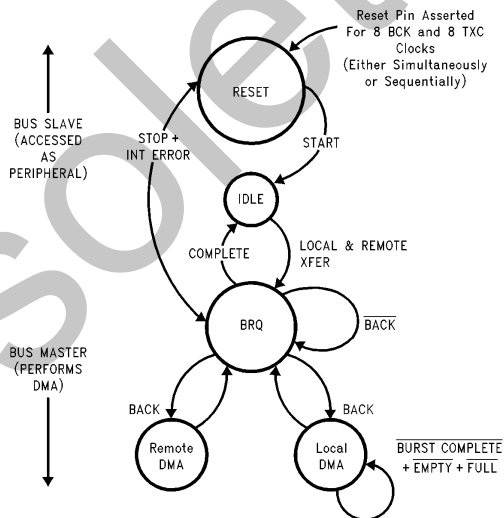 Reset Pin Asserted
For 8 BCK and 8 TXC
Clocks
(Either Simultaneously
or Sequentially)
RESET
BUS SLAVE
(ACCESSED
AS
PERIPHERAL)
STOP +
INT ERROR
START
IDLE
COMPLETE
LOCAL & REMOTE
XFER
BRQ
BACK
BUS MASTER
(PERFORMS
DMA)
BACK
BACK
Remote
DMA
Local
DMA
BURST COMPLETE
+ EMPTY + FULL
solet